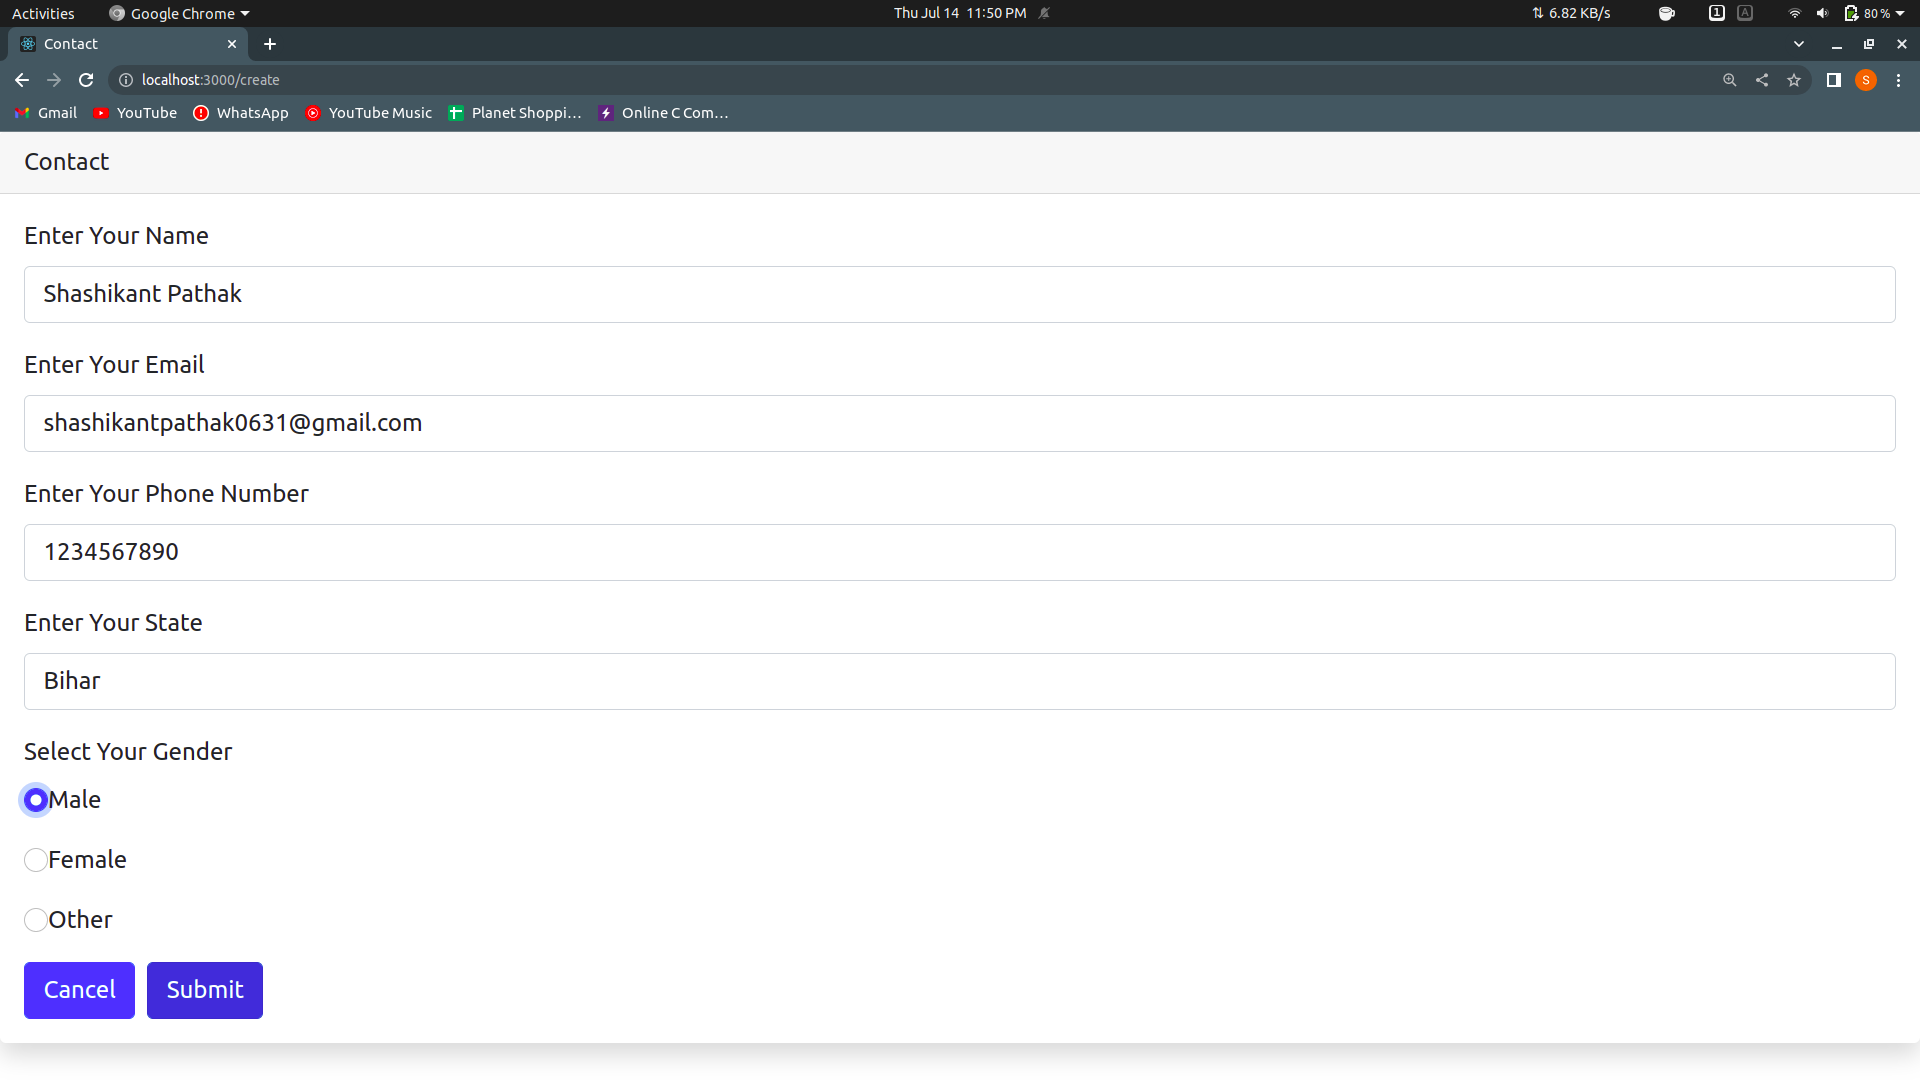 Activities Google Chrome Thu Jul 14 11:50 PM 6.82 KB/s 1 A 80 %
Contact
localhost:3000/create S
Gmail YouTube WhatsApp YouTube Music Planet Shoppi... Online C Com...
Contact
Enter Your Name
Shashikant Pathak
Enter Your Email
shashikantpathak0631@gmail.com
Enter Your Phone Number
1234567890
Enter Your State
Bihar
Select Your Gender
Male
Female
Other
Cancel Submit